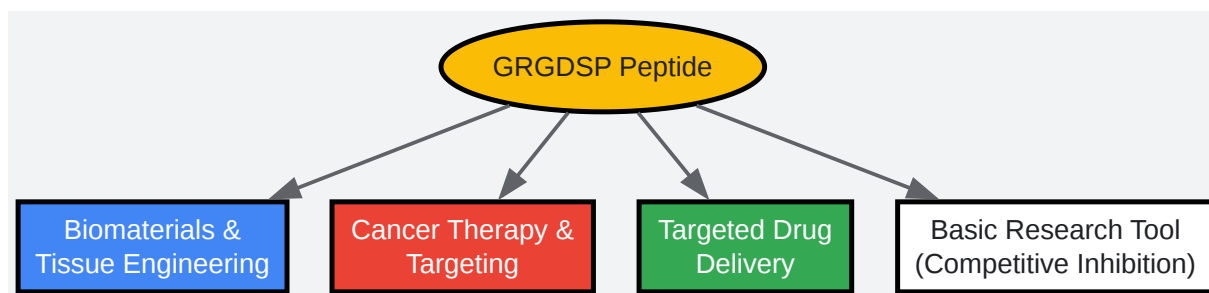 GRGDSP Peptide
Biomaterials &
Tissue Engineering
Cancer Therapy &
Targeting
Targeted Drug
Delivery
Basic Research Tool
(Competitive Inhibition)